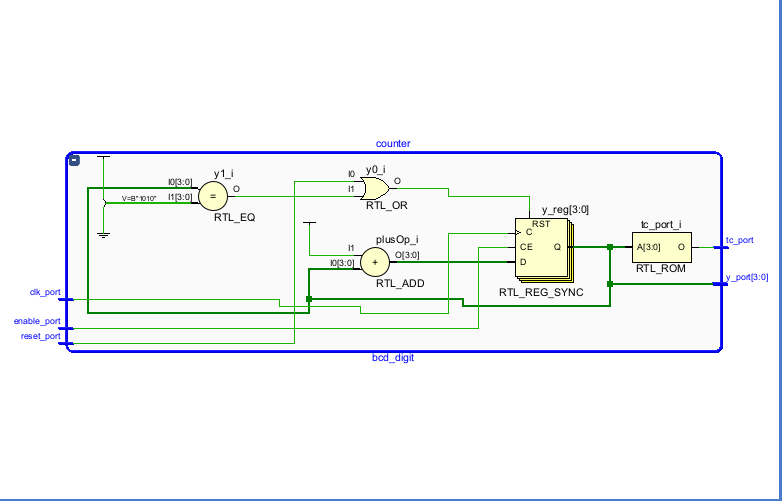 counter
y1_i
I0[3:0]
V=B"1010"
I1[3:0]
=
O
RTL_EQ
y0_i
I0
I1
O
RTL_OR
plusOp_i
I1
I0[3:0]
+
O[3:0]
RTL_ADD
y_reg[3:0]
RST
C
CE
Q
D
RTL_REG_SYNC
tc_port_i
A[3:0]
O
RTL_ROM
tc_port
y_port[3:0]
clk_port
enable_port
reset_port
bcd_digit